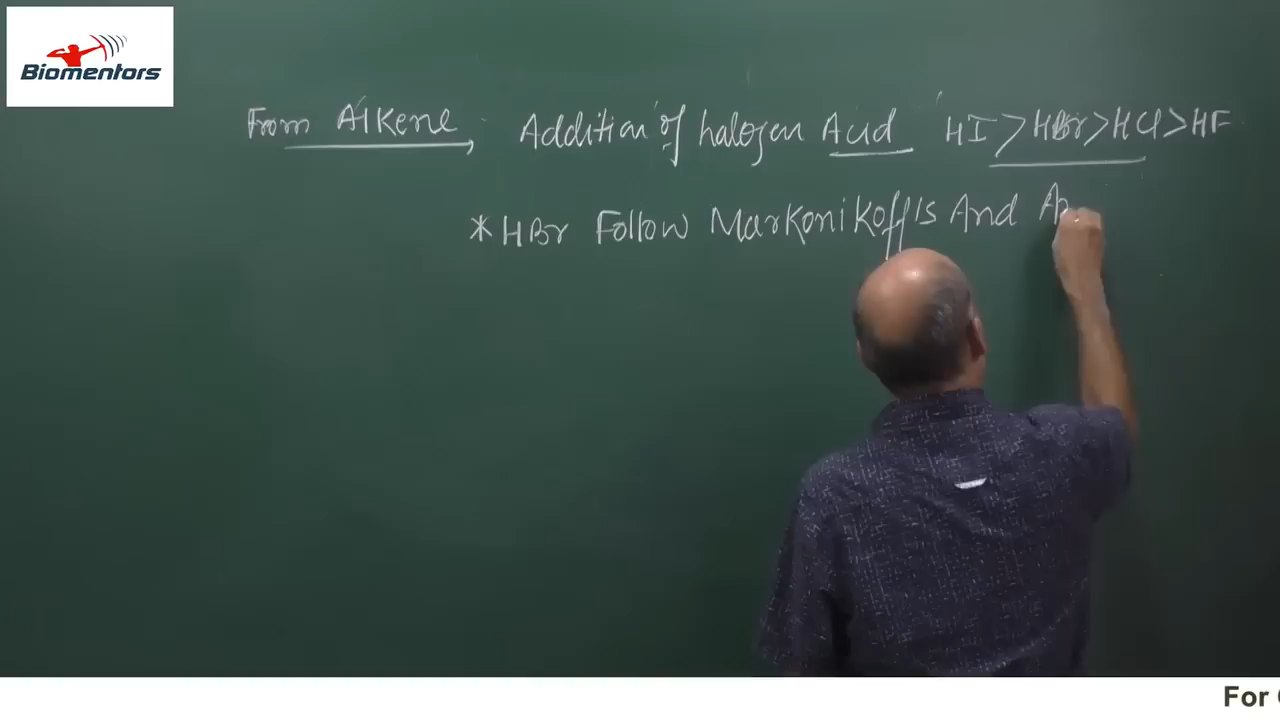 Biomentors
From Alkene, Addition of halogen Acid HI > HBr > HCl > HF
* HBr Follow Markonikoff's And
For